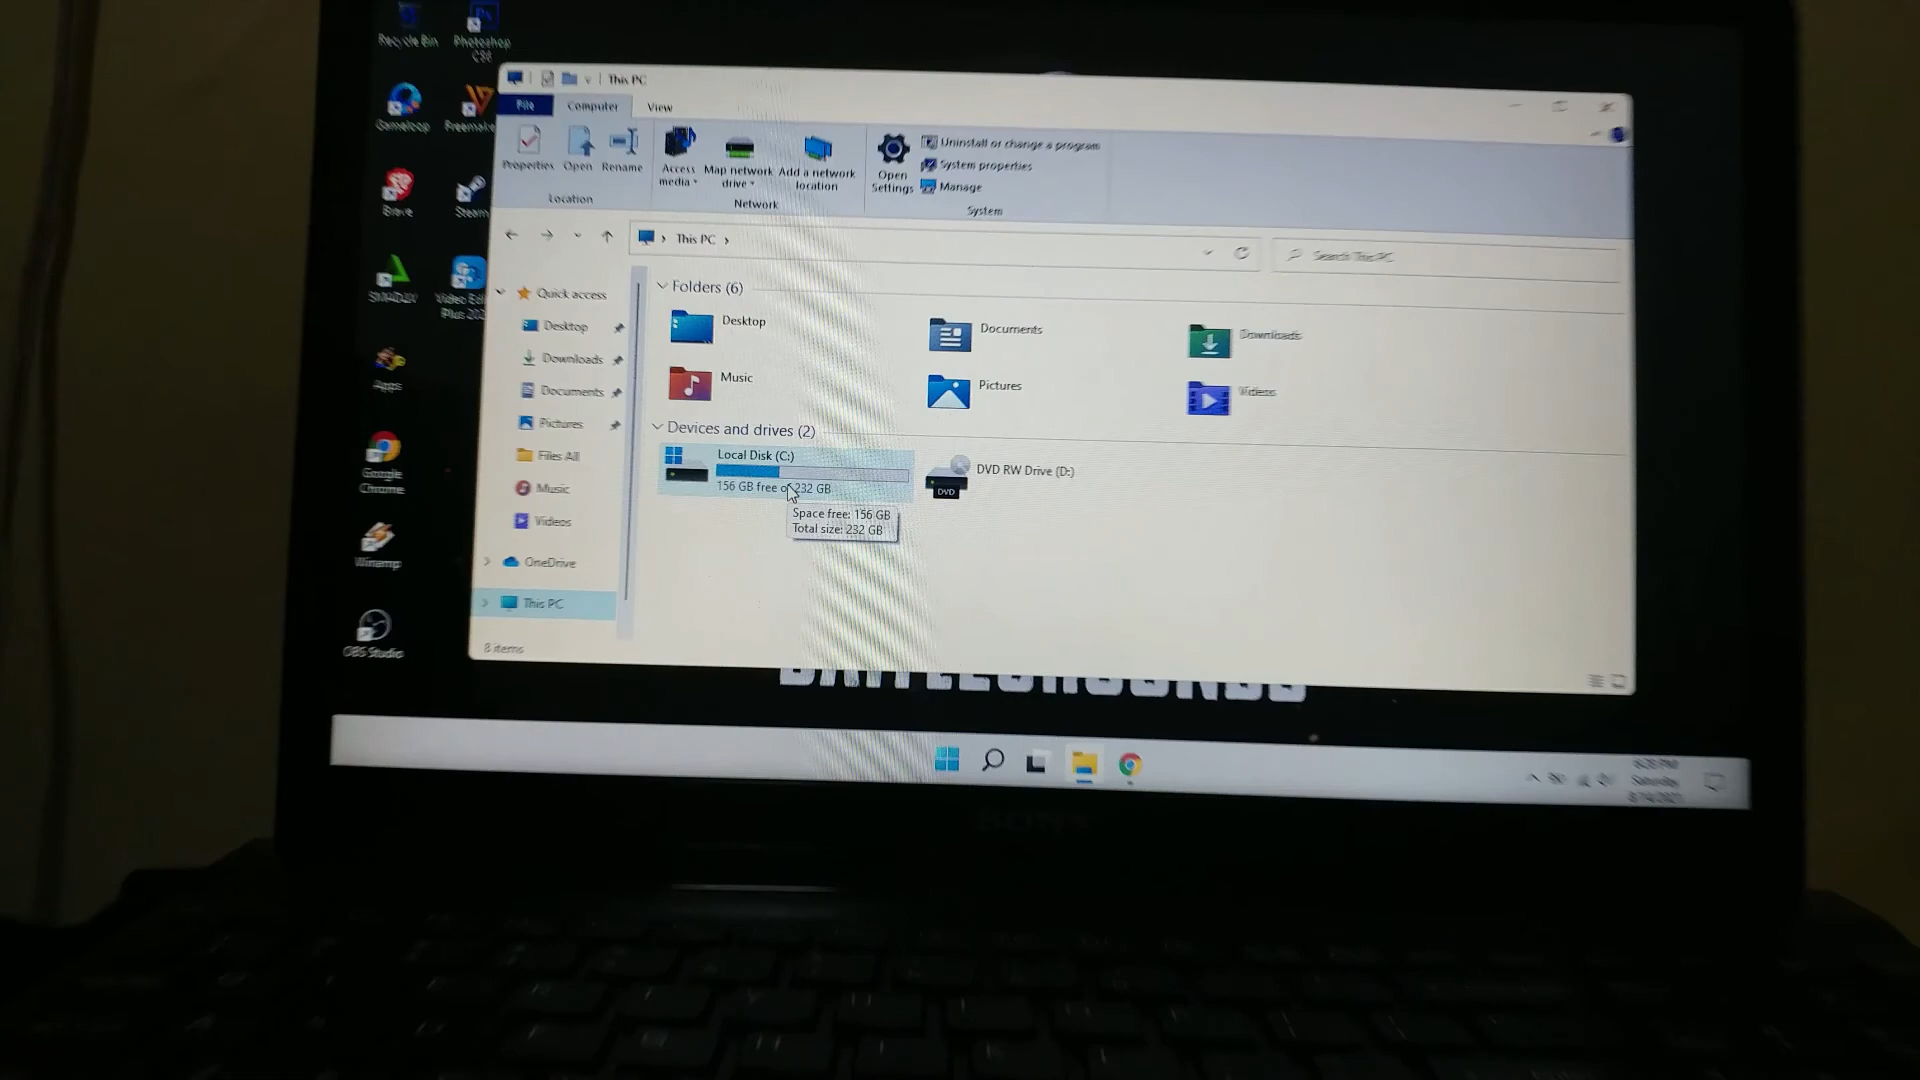 Recycle Bin
Photoshop
CS6
Gameloop
Freemake
Brave
Steam
SMADAV
Video Edi
Plus 202
Apps
Google
Chrome
Winamp
OBS Studio
This PC
File
Computer
View
Properties
Open
Rename
Location
Access
media
Map network
drive
Add a network
location
Network
Open
Settings
Uninstall or change a program
System properties
Manage
System
This PC
Search This PC
Quick access
Desktop
Downloads
Documents
Pictures
Files All
Music
Videos
OneDrive
This PC
8 items
Folders (6)
Desktop
Documents
Downloads
Music
Pictures
Videos
Devices and drives (2)
Local Disk (C:)
156 GB free of 232 GB
DVD RW Drive (D:)
DVD
Space free: 156 GB
Total size: 232 GB
BATTLEGROUNDS
Saturday
SONY